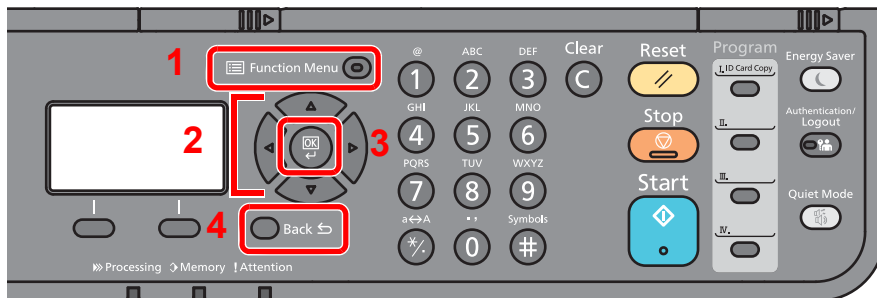 1
Function Menu
2
OK
3
4
Back
Processing Memory ! Attention
@
1
ABC
2
DEF
3
Clear
C
GHI
4
JKL
5
MNO
6
PQRS
7
TUV
8
WXYZ
9
a↔A
*/.
. ,
0
Symbols
#
Reset
Stop
Start
Program
I. ID Card Copy
II.
III.
IV.
Energy Saver
Authentication/
Logout
Quiet Mode